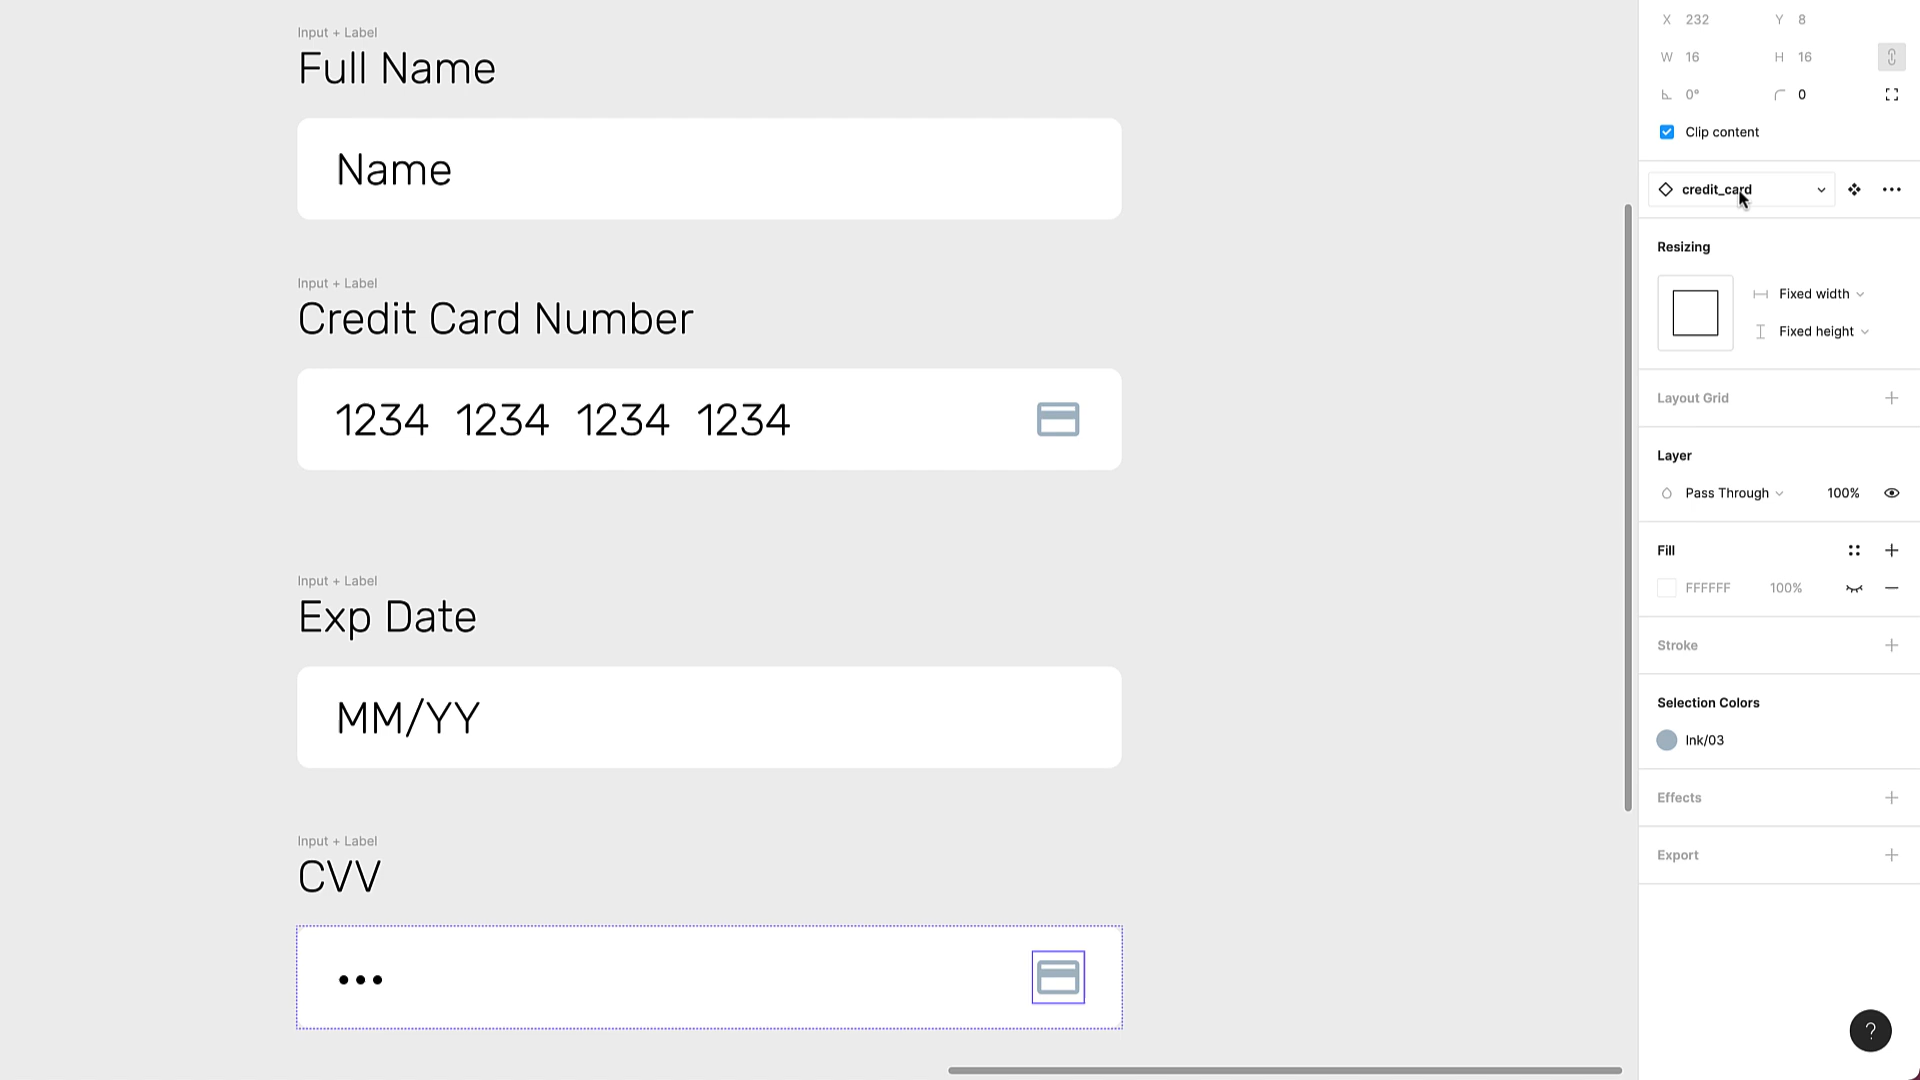 Input + Label
Full Name
Name
Input + Label
Credit Card Number
1234 1234 1234 1234
Input + Label
Exp Date
MM/YY
Input + Label
CVV
•••
X 232 Y 8
W 16 H 16
0° 0
Clip content
credit_card
Resizing
Fixed width
Fixed height
Layout Grid
Layer
Pass Through 100%
Fill
FFFFFF 100%
Stroke
Selection Colors
Ink/03
Effects
Export
?